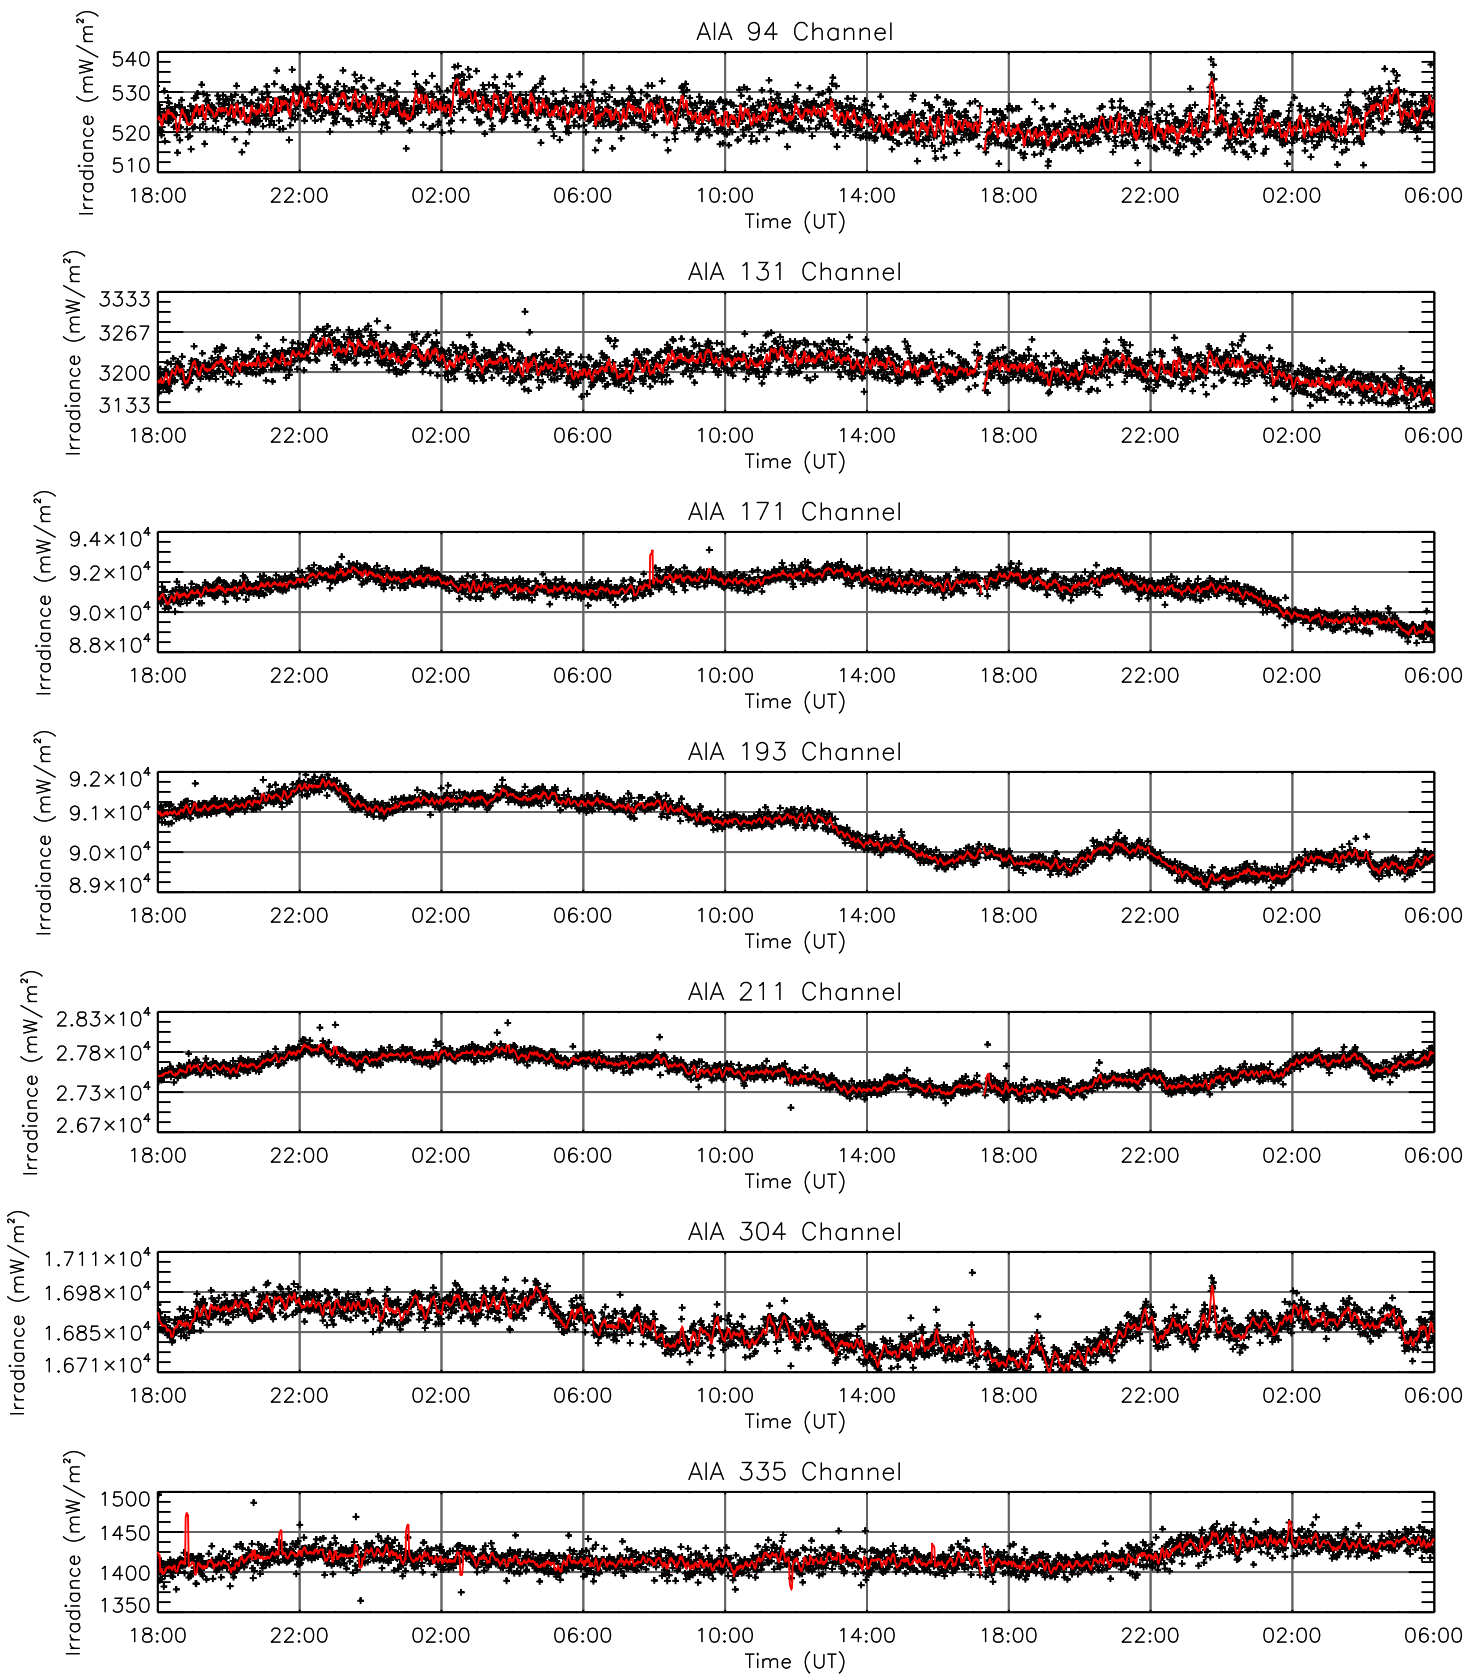 AIA 94 Channel
Irradiance (mW/m²)
540
530
520
510
18:00 22:00 02:00 06:00 10:00 14:00 18:00 22:00 02:00 06:00
Time (UT)
AIA 131 Channel
Irradiance (mW/m²)
3333
3267
3200
3133
18:00 22:00 02:00 06:00 10:00 14:00 18:00 22:00 02:00 06:00
Time (UT)
AIA 171 Channel
Irradiance (mW/m²)
9.4×10⁴
9.2×10⁴
9.0×10⁴
8.8×10⁴
18:00 22:00 02:00 06:00 10:00 14:00 18:00 22:00 02:00 06:00
Time (UT)
AIA 193 Channel
Irradiance (mW/m²)
9.2×10⁴
9.1×10⁴
9.0×10⁴
8.9×10⁴
18:00 22:00 02:00 06:00 10:00 14:00 18:00 22:00 02:00 06:00
Time (UT)
AIA 211 Channel
Irradiance (mW/m²)
2.83×10⁴
2.78×10⁴
2.73×10⁴
2.67×10⁴
18:00 22:00 02:00 06:00 10:00 14:00 18:00 22:00 02:00 06:00
Time (UT)
AIA 304 Channel
Irradiance (mW/m²)
1.711×10⁴
1.698×10⁴
1.685×10⁴
1.671×10⁴
18:00 22:00 02:00 06:00 10:00 14:00 18:00 22:00 02:00 06:00
Time (UT)
AIA 335 Channel
Irradiance (mW/m²)
1500
1450
1400
1350
18:00 22:00 02:00 06:00 10:00 14:00 18:00 22:00 02:00 06:00
Time (UT)